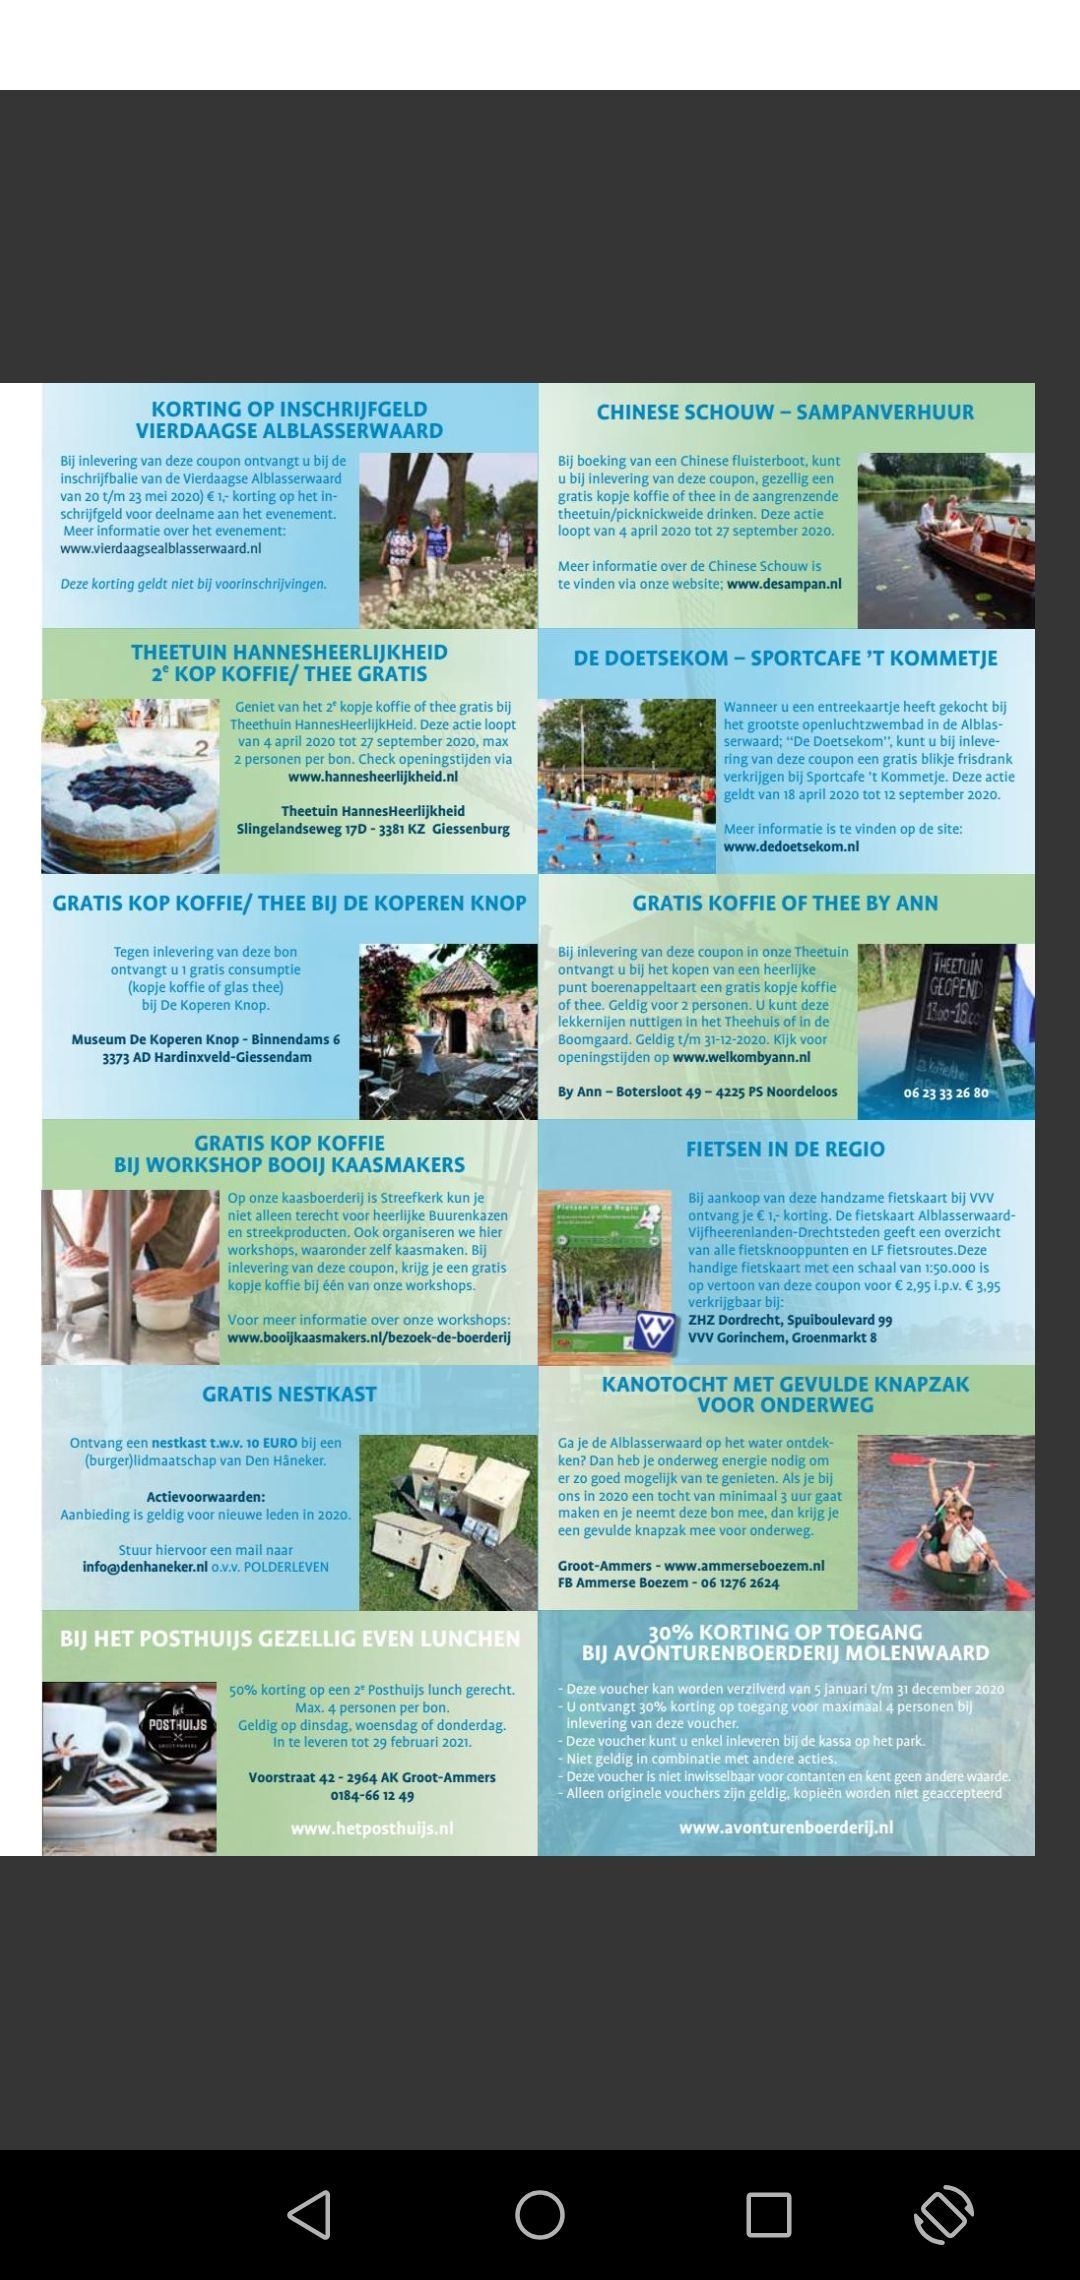 KORTING OP INSCHRIJFGELD
VIERDAAGSE ALBLASSERWAARD
Bij inlevering van deze coupon ontvangt u bij de
inschrijfbalie van de Vierdaagse Alblasserwaard
van 20 t/m 23 mei 2020) € 1,- korting op het in-
schrijfgeld voor deelname aan het evenement.
Meer informatie over het evenement:
www.vierdaagsealblasserwaard.nl
Deze korting geldt niet bij voorinschrijvingen.
CHINESE SCHOUW – SAMPANVERHUUR
Bij boeking van een Chinese fluisterboot, kunt
u bij inlevering van deze coupon, gezellig een
gratis kopje koffie of thee in de aangrenzende
theetuin/picknickweide drinken. Deze actie
loopt van 4 april 2020 tot 27 september 2020.
Meer informatie over de Chinese Schouw is
te vinden via onze website; www.desampan.nl
THEETUIN HANNESHEERLIJKHEID
2e KOP KOFFIE/ THEE GRATIS
2
Geniet van het 2e kopje koffie of thee gratis bij
Theethuin HannesHeerlijkHeid. Deze actie loopt
van 4 april 2020 tot 27 september 2020, max
2 personen per bon. Check openingstijden via
www.hannesheerlijkheid.nl
Theetuin HannesHeerlijkheid
Slingelandseweg 17D - 3381 KZ Giessenburg
DE DOETSEKOM – SPORTCAFE 'T KOMMETJE
Wanneer u een entreekaartje heeft gekocht bij
het grootste openluchtzwembad in de Alblas-
serwaard; “De Doetsekom”, kunt u bij inleve-
ring van deze coupon een gratis blikje frisdrank
verkrijgen bij Sportcafe 't Kommetje. Deze actie
geldt van 18 april 2020 tot 12 september 2020.
Meer informatie is te vinden op de site:
www.dedoetsekom.nl
GRATIS KOP KOFFIE/ THEE BIJ DE KOPEREN KNOP
Tegen inlevering van deze bon
ontvangt u 1 gratis consumptie
(kopje koffie of glas thee)
bij De Koperen Knop.
Museum De Koperen Knop - Binnendams 6
3373 AD Hardinxveld-Giessendam
GRATIS KOFFIE OF THEE BY ANN
Bij inlevering van deze coupon in onze Theetuin
ontvangt u bij het kopen van een heerlijke
punt boerenappeltaart een gratis kopje koffie
of thee. Geldig voor 2 personen. U kunt deze
lekkernijen nuttigen in het Theehuis of in de
Boomgaard. Geldig t/m 31-12-2020. Kijk voor
openingstijden op www.welkombyann.nl
By Ann – Botersloot 49 – 4225 PS Noordeloos
THEETUIN
GEOPEND
13.00-18.00
06 23 33 26 80
GRATIS KOP KOFFIE
BIJ WORKSHOP BOOIJ KAASMAKERS
Op onze kaasboerderij is Streefkerk kun je
niet alleen terecht voor heerlijke Buurenkazen
en streekproducten. Ook organiseren we hier
workshops, waaronder zelf kaasmaken. Bij
inlevering van deze coupon, krijg je een gratis
kopje koffie bij één van onze workshops.
Voor meer informatie over onze workshops:
www.booijkaasmakers.nl/bezoek-de-boerderij
FIETSEN IN DE REGIO
Fietsen in de Regio
Bij aankoop van deze handzame fietskaart bij VVV
ontvang je € 1,- korting. De fietskaart Alblasserwaard-
Vijfheerenlanden-Drechtsteden geeft een overzicht
van alle fietsknooppunten en LF fietsroutes.Deze
handige fietskaart met een schaal van 1:50.000 is
op vertoon van deze coupon voor € 2,95 i.p.v. € 3,95
verkrijgbaar bij:
ZHZ Dordrecht, Spuiboulevard 99
VVV Gorinchem, Groenmarkt 8
GRATIS NESTKAST
Ontvang een nestkast t.w.v. 10 EURO bij een
(burger)lidmaatschap van Den Hâneker.
Actievoorwaarden:
Aanbieding is geldig voor nieuwe leden in 2020.
Stuur hiervoor een mail naar
info@denhaneker.nl o.v.v. POLDERLEVEN
KANOTOCHT MET GEVULDE KNAPZAK
VOOR ONDERWEG
Ga je de Alblasserwaard op het water ontdek-
ken? Dan heb je onderweg energie nodig om
er zo goed mogelijk van te genieten. Als je bij
ons in 2020 een tocht van minimaal 3 uur gaat
maken en je neemt deze bon mee, dan krijg je
een gevulde knapzak mee voor onderweg.
Groot-Ammers - www.ammerseboezem.nl
FB Ammerse Boezem - 06 1276 2624
BIJ HET POSTHUIJS GEZELLIG EVEN LUNCHEN
het
POSTHUIJS
GROOT-AMMERS
50% korting op een 2e Posthuijs lunch gerecht.
Max. 4 personen per bon.
Geldig op dinsdag, woensdag of donderdag.
In te leveren tot 29 februari 2021.
Voorstraat 42 - 2964 AK Groot-Ammers
0184-66 12 49
www.hetposthuijs.nl
30% KORTING OP TOEGANG
BIJ AVONTURENBOERDERIJ MOLENWAARD
- Deze voucher kan worden verzilverd van 5 januari t/m 31 december 2020
- U ontvangt 30% korting op toegang voor maximaal 4 personen bij
inlevering van deze voucher.
- Deze voucher kunt u enkel inleveren bij de kassa op het park.
- Niet geldig in combinatie met andere acties.
- Deze voucher is niet inwisselbaar voor contanten en kent geen andere waarde.
- Alleen originele vouchers zijn geldig, kopieën worden niet geaccepteerd
www.avonturenboerderij.nl